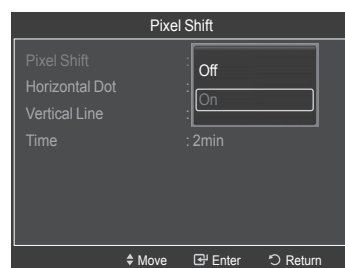 Pixel Shift
Pixel Shift :
Off
Horizontal Dot :
On
Vertical Line :
Time : 2min
Move Enter Return